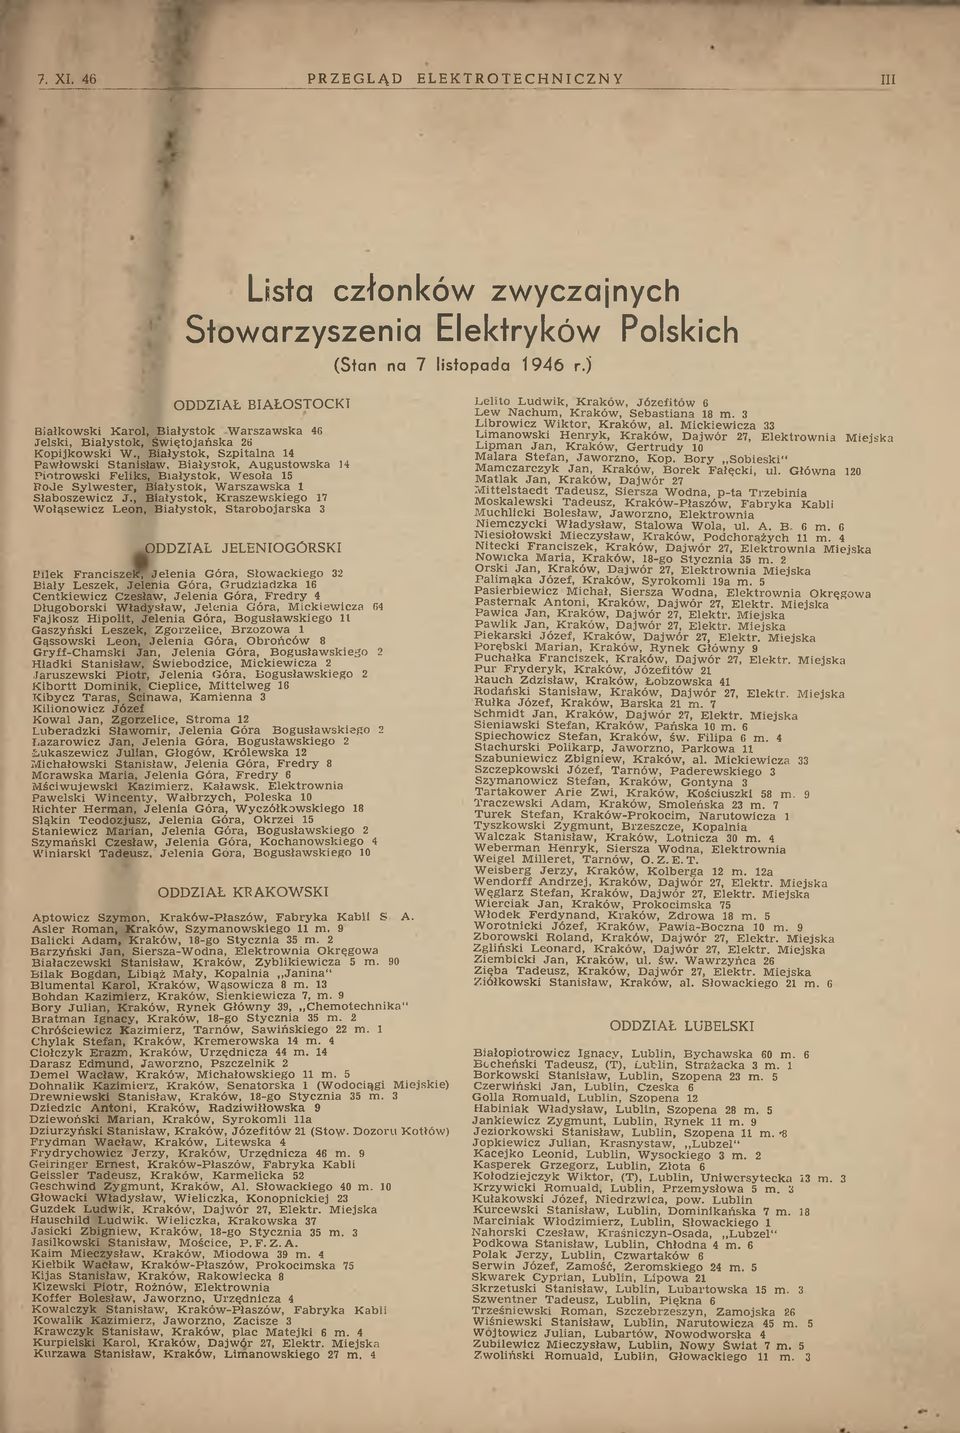 7. XI. 46 PRZEGLĄD ELEKTROTECHNICZNY III
Lista członków zwyczajnych
Stowarzyszenia Elektryków Polskich
(Stan na 7 listopada 1946 r.)
ODDZIAŁ BIAŁOSTOCKI
Białkowski Karol, Białystok Warszawska 46
Jelski, Białystok, Świętojańska 26
Kopijkowski W., Białystok, Szpitalna 14
Pawłowski Stanisław, Białystok, Augustowska 14
Piotrowski Feliks, Białystok, Wesoła 15
Rode Sylwester, Białystok, Warszawska 1
Słaboszewicz J., Białystok, Kraszewskiego 17
Wołąsewicz Leon, Białystok, Starobojarska 3
ODDZIAŁ JELENIOGÓRSKI
Bilek Franciszek, Jelenia Góra, Słowackiego 32
Biały Leszek, Jelenia Góra, Grudziadzka 16
Centkiewicz Czesław, Jelenia Góra, Fredry 4
Długoborski Władysław, Jelenia Góra, Mickiewicza 64
Fajkosz Hipolit, Jelenia Góra, Bogusławskiego 11
Gaszyński Leszek, Zgorzelice, Brzozowa 1
Gąssowski Leon, Jelenia Góra, Obrońców 8
Gryff-Chamski Jan, Jelenia Góra, Bogusławskiego 2
Hładki Stanisław, Świebodzice, Mickiewicza 2
Jaruszewski Piotr, Jelenia Góra, Bogusławskiego 2
Kibortt Dominik, Cieplice, Mittelweg 16
Kibycz Taras, Ścinawa, Kamienna 3
Kilionowicz Józef
Kowal Jan, Zgorzelice, Stroma 12
Luberadzki Sławomir, Jelenia Góra Bogusławskiego 2
Łazarowicz Jan, Jelenia Góra, Bogusławskiego 2
Łukaszewicz Julian, Głogów, Królewska 12
Michałowski Stanisław, Jelenia Góra, Fredry 8
Morawska Maria, Jelenia Góra, Fredry 6
Mściwujewski Kazimierz, Kaławsk, Elektrownia
Pawelski Wincenty, Wałbrzych, Poleska 10
Richter Herman, Jelenia Góra, Wyczółkowskiego 18
Sląkin Teodozjusz, Jelenia Góra, Okrzei 15
Staniewicz Marian, Jelenia Góra, Bogusławskiego 2
Szymański Czesław, Jelenia Góra, Kochanowskiego 4
Winiarski Tadeusz, Jelenia Góra, Bogusławskiego 10
ODDZIAŁ KRAKOWSKI
Aptowicz Szymon, Kraków-Płaszów, Fabryka Kabli S A.
Asler Roman, Kraków, Szymanowskiego 11 m. 9
Balicki Adam, Kraków, 18-go Stycznia 35 m. 2
Barzyński Jan, Siersza-Wodna, Elektrownia Okręgowa
Białaczewski Stanisław, Kraków, Zyblikiewicza 5 m. 90
Bilak Bogdan, Libiąż Mały, Kopalnia „Janina"
Blumental Karol, Kraków, Wąsowicza 8 m. 13
Bohdan Kazimierz, Kraków, Sienkiewicza 7, m. 9
Bory Julian, Kraków, Rynek Główny 39, „Chemotechnika"
Bratman Ignacy, Kraków, 18-go Stycznia 35 m. 2
Chróściewicz Kazimierz, Tarnów, Sawińskiego 22 m. 1
Chylak Stefan, Kraków, Kremerowska 14 m. 4
Ciołczyk Erazm, Kraków, Urzędnicza 44 m. 14
Darasz Edmund, Jaworzno, Pszczelnik 2
Demel Wacław, Kraków, Michałowskiego 11 m. 5
Dohnalik Kazimierz, Kraków, Senatorska 1 (Wodociągi Miejskie)
Drewniewski Stanisław, Kraków, 18-go Stycznia 35 m. 3
Dziedzic Antoni, Kraków, Radziwiłłowska 9
Dziewoński Marian, Kraków, Syrokomli 11a
Dziurzyński Stanisław, Kraków, Józefitów 21 (Stow. Dozoru Kotłów)
Frydman Wacław, Kraków, Litewska 4
Frydrychowicz Jerzy, Kraków, Urzędnicza 46 m. 9
Geiringer Ernest, Kraków-Płaszów, Fabryka Kabli
Geissler Tadeusz, Kraków, Karmelicka 52
Geschwind Zygmunt, Kraków, Al. Słowackiego 40 m. 10
Głowacki Władysław, Wieliczka, Konopnickiej 23
Guzdek Ludwik, Kraków, Dajwór 27, Elektr. Miejska
Hauschild Ludwik. Wieliczka, Krakowska 37
Jasicki Zbigniew, Kraków, 18-go Stycznia 35 m. 3
Jasilkowski Stanisław, Mościce, P. F. Z. A.
Kaim Mieczysław, Kraków, Miodowa 39 m. 4
Kiełbik Wacław, Kraków-Płaszów, Prokocimska 75
Kijas Stanisław, Kraków, Rakowiecka 8
Kizewski Piotr, Rożnów, Elektrownia
Koffer Bolesław, Jaworzno, Urzędnicza 4
Kowalczyk Stanisław, Kraków-Płaszów, Fabryka Kabli
Kowalik Kazimierz, Jaworzno, Zacisze 3
Krawczyk Stanisław, Kraków, plac Matejki 6 m. 4
Kurpielski Karol, Kraków, Dajwór 27, Elektr. Miejska
Kurzawa Stanisław, Kraków, Limanowskiego 27 m. 4
Lelito Ludwik, Kraków, Józefitów 6
Lew Nachum, Kraków, Sebastiana 18 m. 3
Librowicz Wiktor, Kraków, al. Mickiewicza 33
Limanowski Henryk, Kraków, Dajwór 27, Elektrownia Miejska
Lipman Jan, Kraków, Gertrudy 10
Malara Stefan, Jaworzno, Kop. Bory „Sobieski"
Mamczarczyk Jan, Kraków, Borek Fałęcki, ul. Główna 120
Matlak Jan, Kraków, Dajwór 27
Mittelstaedt Tadeusz, Siersza Wodna, p-ta Trzebinia
Moskalewski Tadeusz, Kraków-Płaszów, Fabryka Kabli
Muchlicki Bolesław, Jaworzno, Elektrownia
Niemczycki Władysław, Stalowa Wola, ul. A. B. 6 m. 6
Niesiołowski Mieczysław, Kraków, Podchorążych 11 m. 4
Nitecki Franciszek, Kraków, Dajwór 27, Elektrownia Miejska
Nowicka Maria, Kraków, 18-go Stycznia 35 m. 2
Orski Jan, Kraków, Dajwór 27, Elektrownia Miejska
Palimąka Józef, Kraków, Syrokomli 19a m. 5
Pasierbiewicz Michał, Siersza Wodna, Elektrownia Okręgowa
Pasternak Antoni, Kraków, Dajwór 27, Elektr. Miejska
Pawica Jan, Kraków, Dajwór 27, Elektr. Miejska
Pawlik Jan, Kraków, Dajwór 27, Elektr. Miejska
Piekarski Józef, Kraków, Dajwór 27, Elektr. Miejska
Porębski Marian, Kraków, Rynek Główny 9
Puchałka Franciszek, Kraków, Dajwór 27, Elektr. Miejska
Pur Fryderyk, Kraków, Józefitów 21
Rauch Zdzisław, Kraków, Łobzowska 41
Rodański Stanisław, Kraków, Dajwór 27, Elektr. Miejska
Rułka Józef, Kraków, Barska 21 m. 7
Schmidt Jan, Kraków, Dajwór 27, Elektr. Miejska
Sieniawski Stefan, Kraków, Pańska 10 m. 6
Spiechowicz Stefan, Kraków, św. Filipa 6 m. 4
Stachurski Polikarp, Jaworzno, Parkowa 11
Szabuniewicz Zbigniew, Kraków, al. Mickiewicza 33
Szczepkowski Józef, Tarnów, Paderewskiego 3
Szymanowicz Stefan, Kraków, Gontyna 3
Tartakower Arie Zwi, Kraków, Kościuszki 58 m. 9
Traczewski Adam, Kraków, Smoleńska 23 m. 7
Turek Stefan, Kraków-Prokocim, Narutowicza 1
Tyszkowski Zygmunt, Brzeszcze, Kopalnia
Walczak Stanisław, Kraków, Lotnicza 30 m. 4
Weberman Henryk, Siersza Wodna, Elektrownia
Weigel Milleret, Tarnów, O. Z. E. T.
Weisberg Jerzy, Kraków, Kolberga 12 m. 12a
Wendorff Andrzej, Kraków, Dajwór 27, Elektr. Miejska
Węglarz Stefan, Kraków, Dajwór 27, Elektr. Miejska
Wierciak Jan, Kraków, Prokocimska 75
Włodek Ferdynand, Kraków, Zdrowa 18 m. 5
Worotnicki Józef, Kraków, Pawia-Boczna 10 m. 9
Zborowski Roland, Kraków, Dajwór 27, Elektr. Miejska
Zgliński Leonard, Kraków, Dajwór 27, Elektr. Miejska
Ziembicki Jan, Kraków, ul. św. Wawrzyńca 26
Zięba Tadeusz, Kraków, Dajwór 27, Elektr. Miejska
Ziółkowski Stanisław, Kraków, al. Słowackiego 21 m. 6
ODDZIAŁ LUBELSKI
Białopiotrowicz Ignacy, Lublin, Bychawska 60 m. 6
Bocheński Tadeusz, (T), Lublin, Strażacka 3 m. 1
Borkowski Stanisław, Lublin, Szopena 23 m. 5
Czerwiński Jan, Lublin, Czeska 6
Golla Romuald, Lublin, Szopena 12
Habiniak Władysław, Lublin, Szopena 28 m. 5
Jankiewicz Zygmunt, Lublin, Rynek 11 m. 9
Jeziorkowski Stanisław, Lublin, Szopena 11 m. 8
Jopkiewicz Julian, Krasnystaw, „Lubzel"
Kacejko Leonid, Lublin, Wysockiego 3 m. 2
Kasperek Grzegorz, Lublin, Złota 6
Kołodziejczyk Wiktor, (T), Lublin, Uniwersytecka 13 m. 3
Krzywicki Romuald, Lublin, Przemysłowa 5 m. 3
Kułakowski Józef, Niedrzwica, pow. Lublin
Kurcewski Stanisław, Lublin, Dominikańska 7 m. 18
Marciniak Włodzimierz, Lublin, Słowackiego 1
Nahorski Czesław, Kraśniczyn-Osada, „Lubzel"
Podkowa Stanisław, Lublin, Chłodna 4 m. 6
Polak Jerzy, Lublin, Czwartaków 6
Serwin Józef, Zamość, Żeromskiego 24 m. 5
Skwarek Cyprian, Lublin, Lipowa 21
Skrzetuski Stanisław, Lublin, Lubartowska 15 m. 3
Szwentner Tadeusz, Lublin, Piękna 6
Trześniewski Roman, Szczebrzeszyn, Zamojska 26
Wiśniewski Stanisław, Lublin, Narutowicza 45 m. 5
Wójtowicz Julian, Lubartów, Nowodworska 4
Zubilewicz Mieczysław, Lublin, Nowy Świat 7 m. 5
Zwoliński Romuald, Lublin, Głowackiego 11 m. 3